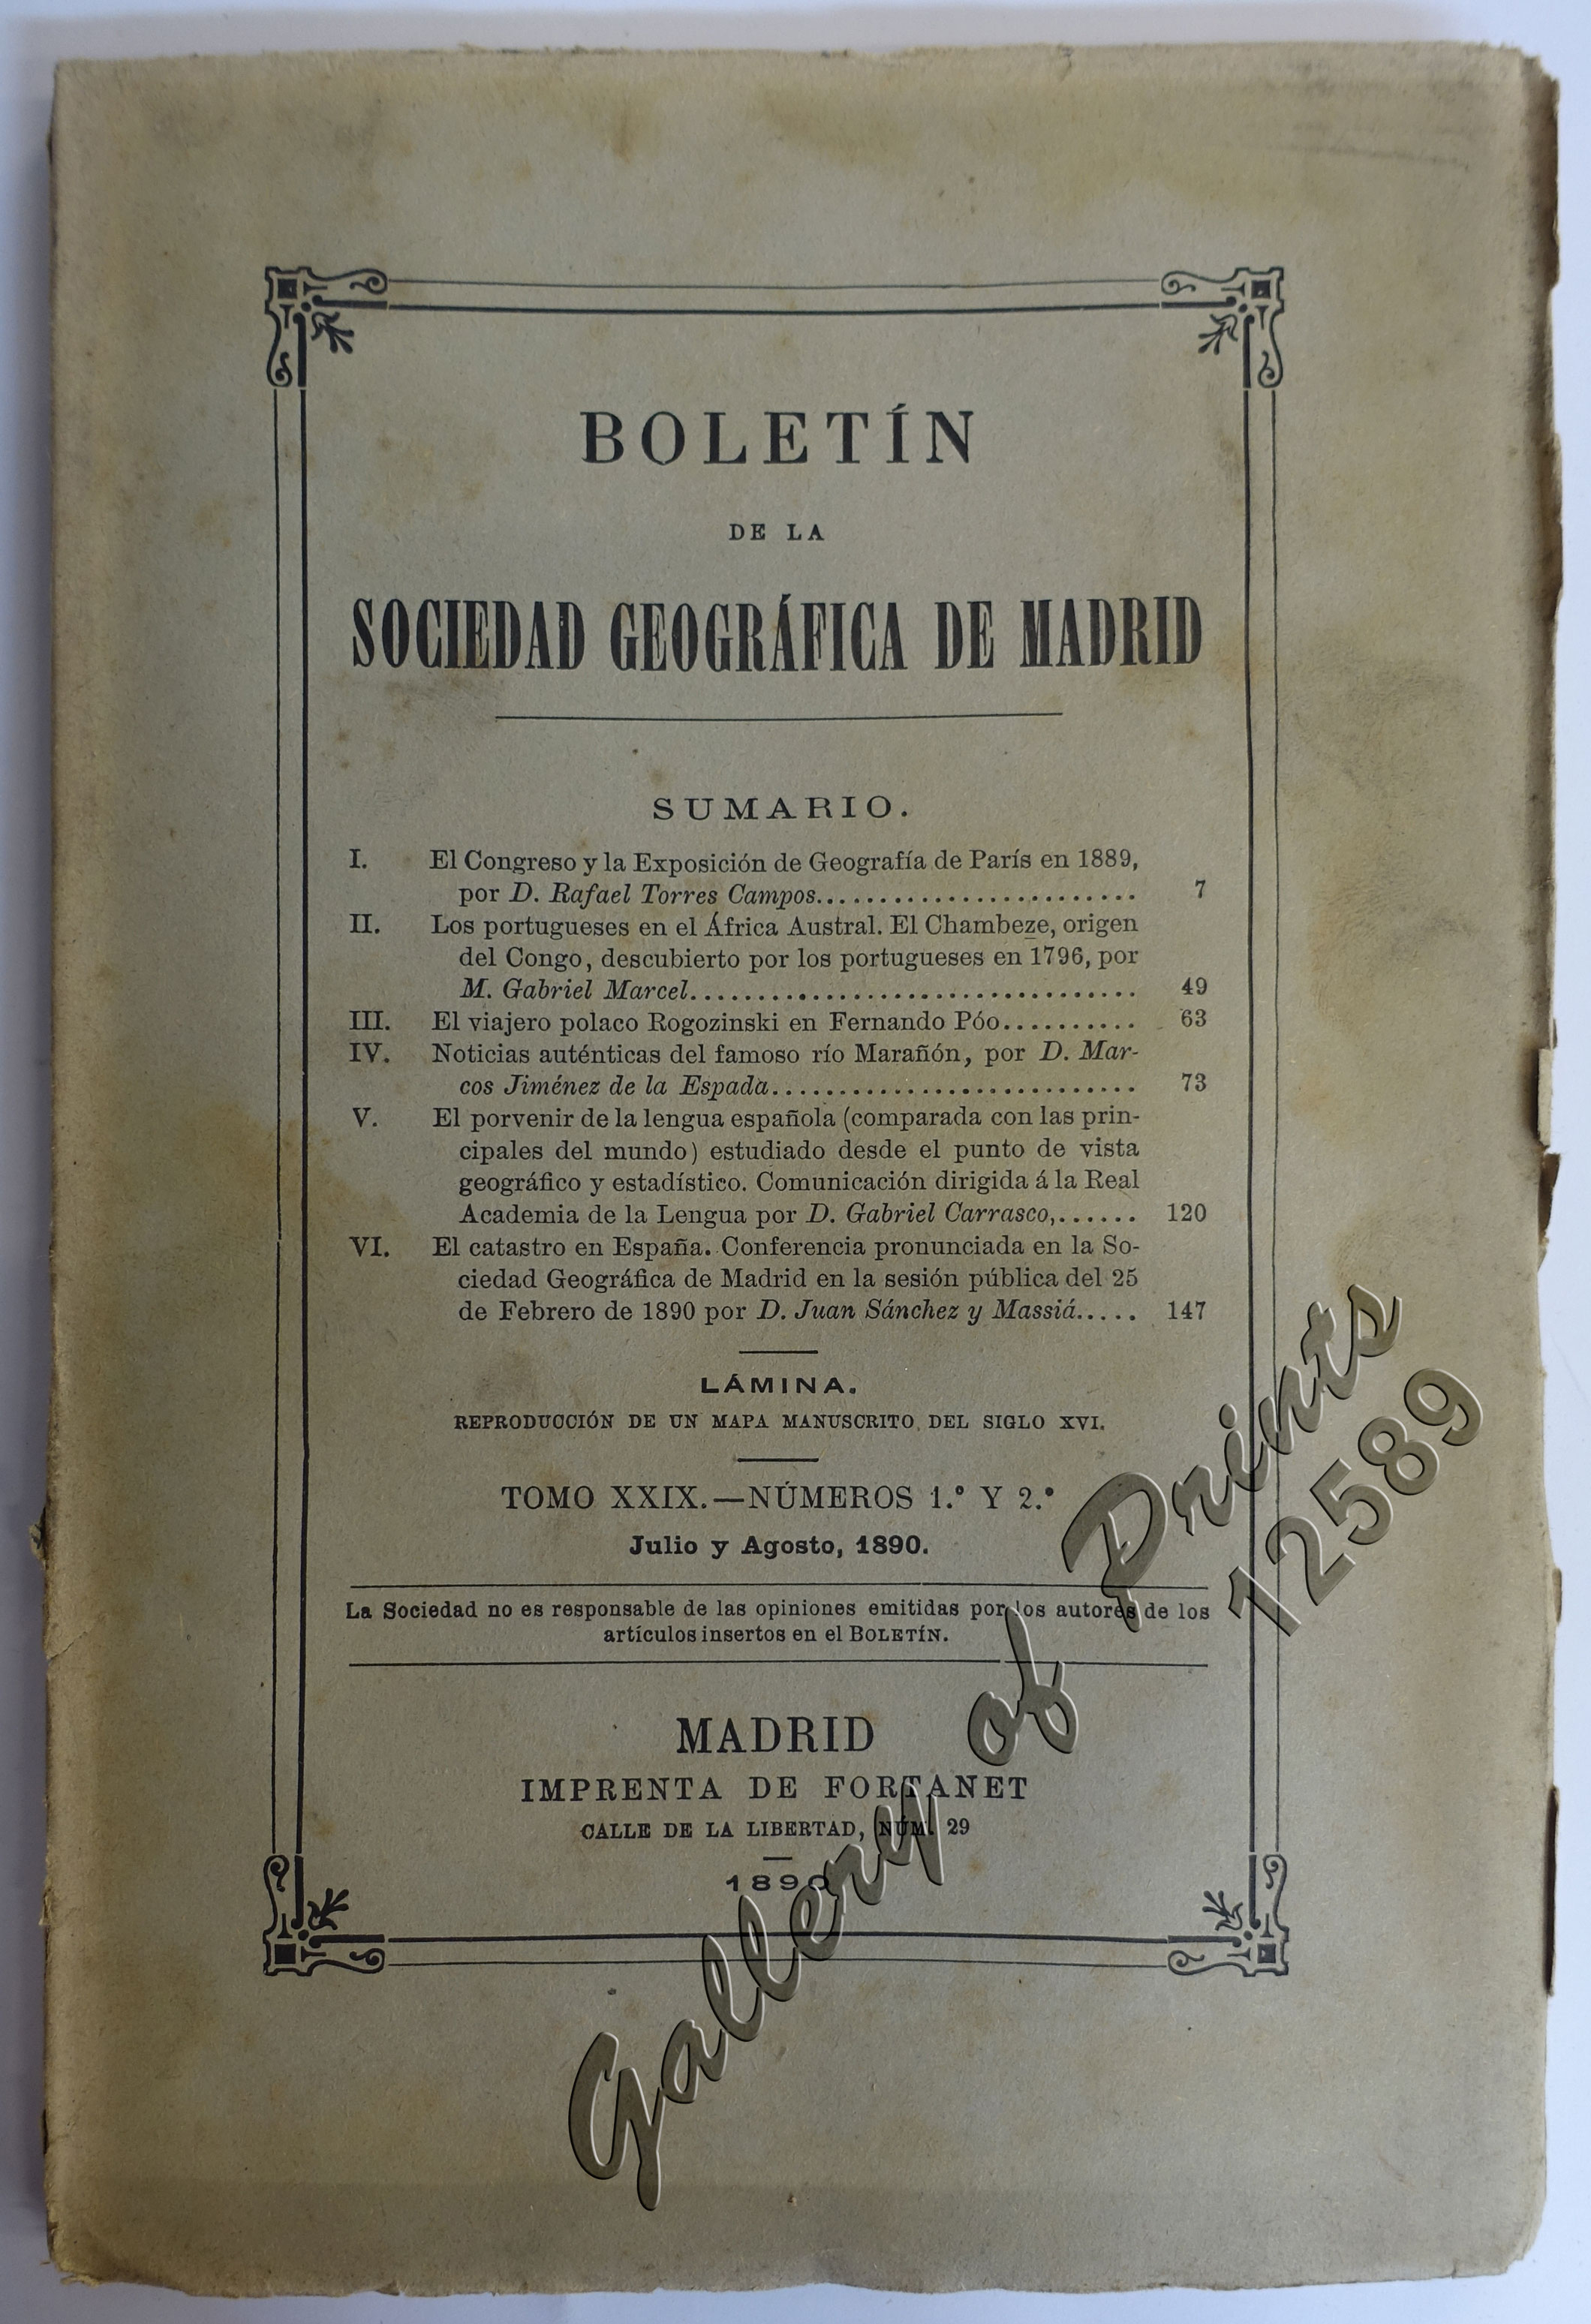 BOLETÍN
DE LA
SOCIEDAD GEOGRÁFICA DE MADRID
SUMARIO.
I. El Congreso y la Exposición de Geografía de París en 1889,
por D. Rafael Torres Campos........................ 7
II. Los portugueses en el África Austral. El Chambeze, origen
del Congo, descubierto por los portugueses en 1796, por
M. Gabriel Marcel................................. 49
III. El viajero polaco Rogozinski en Fernando Póo.......... 63
IV. Noticias auténticas del famoso río Marañón, por D. Mar-
cos Jiménez de la Espada........................... 73
V. El porvenir de la lengua española (comparada con las prin-
cipales del mundo) estudiado desde el punto de vista
geográfico y estadístico. Comunicación dirigida á la Real
Academia de la Lengua por D. Gabriel Carrasco,...... 120
VI. El catastro en España. Conferencia pronunciada en la So-
ciedad Geográfica de Madrid en la sesión pública del 25
de Febrero de 1890 por D. Juan Sánchez y Massiá..... 147
LÁMINA.
REPRODUCCIÓN DE UN MAPA MANUSCRITO DEL SIGLO XVI.
TOMO XXIX.—NÚMEROS 1.º Y 2.º
Julio y Agosto, 1890.
La Sociedad no es responsable de las opiniones emitidas por los autores de los
artículos insertos en el BOLETÍN.
MADRID
IMPRENTA DE FORTANET
CALLE DE LA LIBERTAD, NÚM. 29
1890
Gallery of Prints
12589